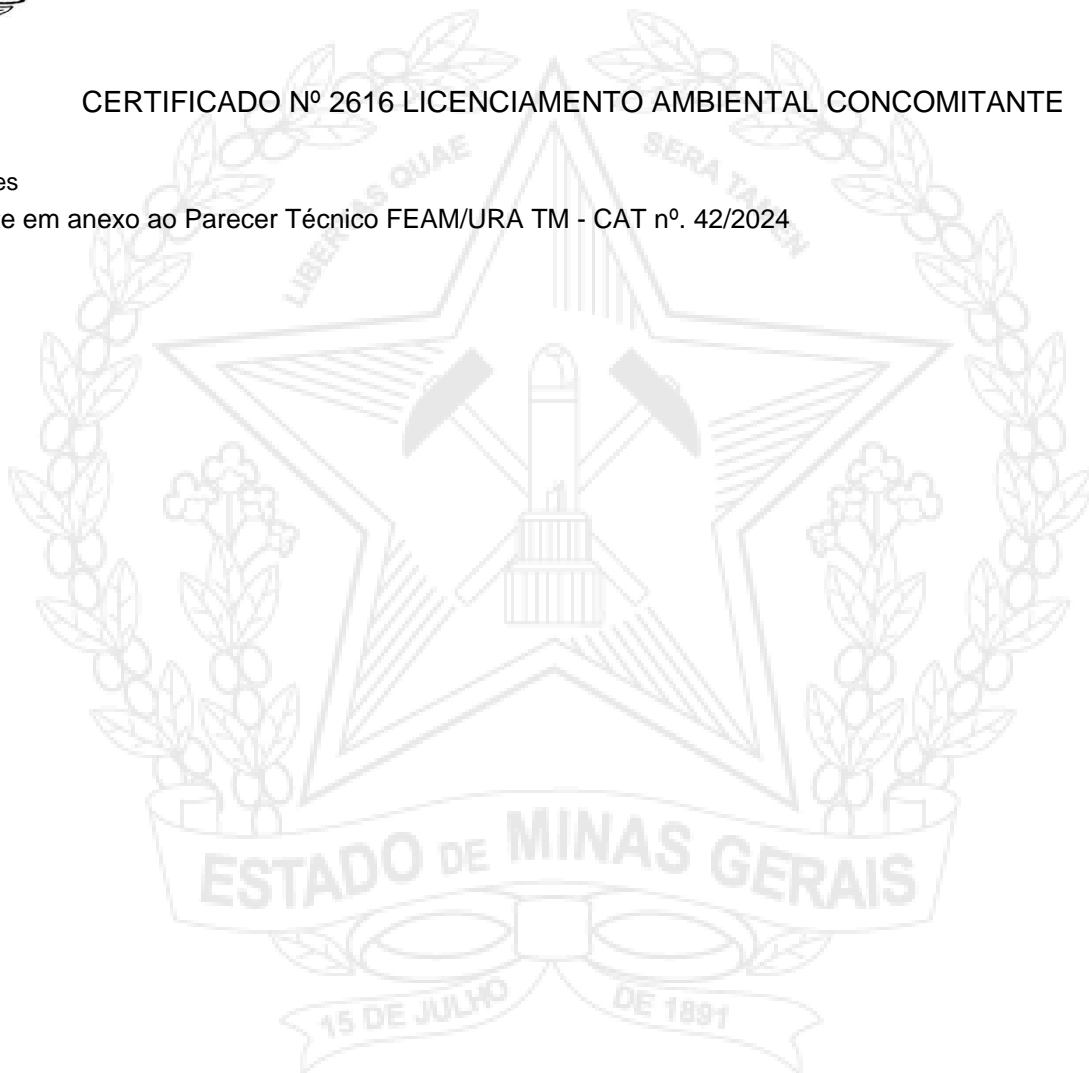 CERTIFICADO Nº 2616 LICENCIAMENTO AMBIENTAL CONCOMITANTE
LIBERTAS QUAE SERA TAMEN
es
e em anexo ao Parecer Técnico FEAM/URA TM - CAT nº. 42/2024
ESTADO DE MINAS GERAIS
15 DE JULHO DE 1891